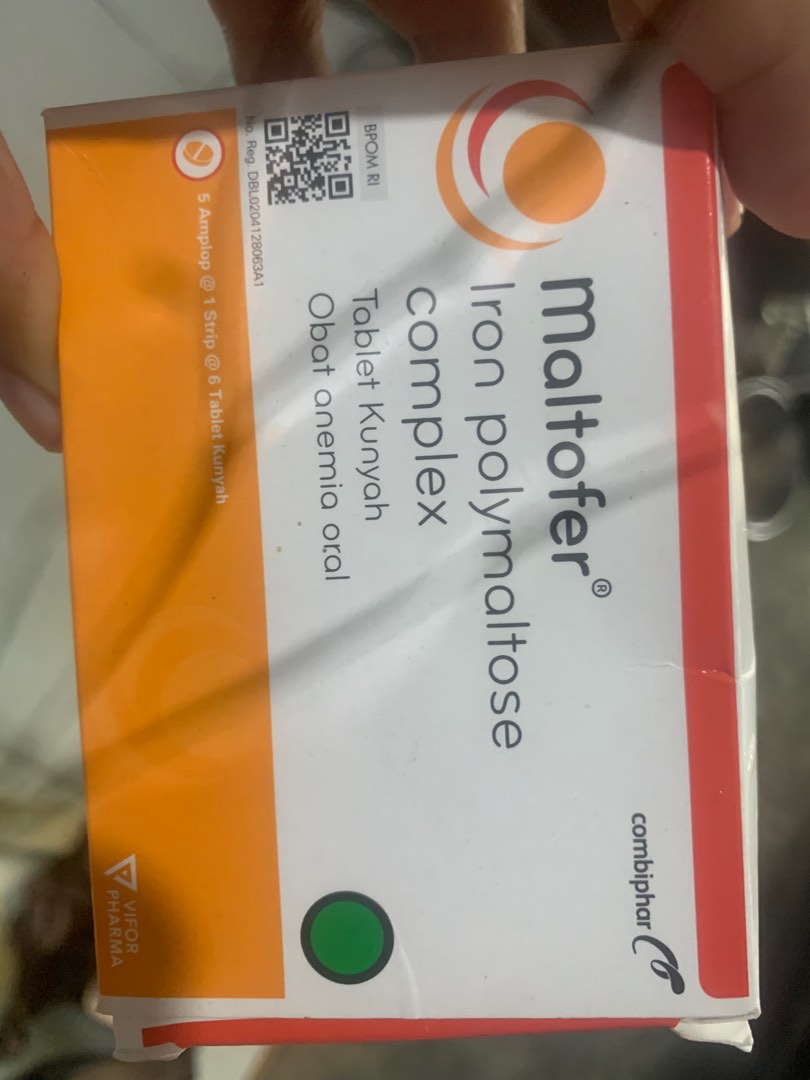 combiphar
maltofer®
Iron polymaltose
complex
Tablet Kunyah
Obat anemia oral
BPOM RI
No. Reg. DBL0204128063A1
5 Amplop @ 1 Strip @ 6 Tablet Kunyah
VIFOR
PHARMA